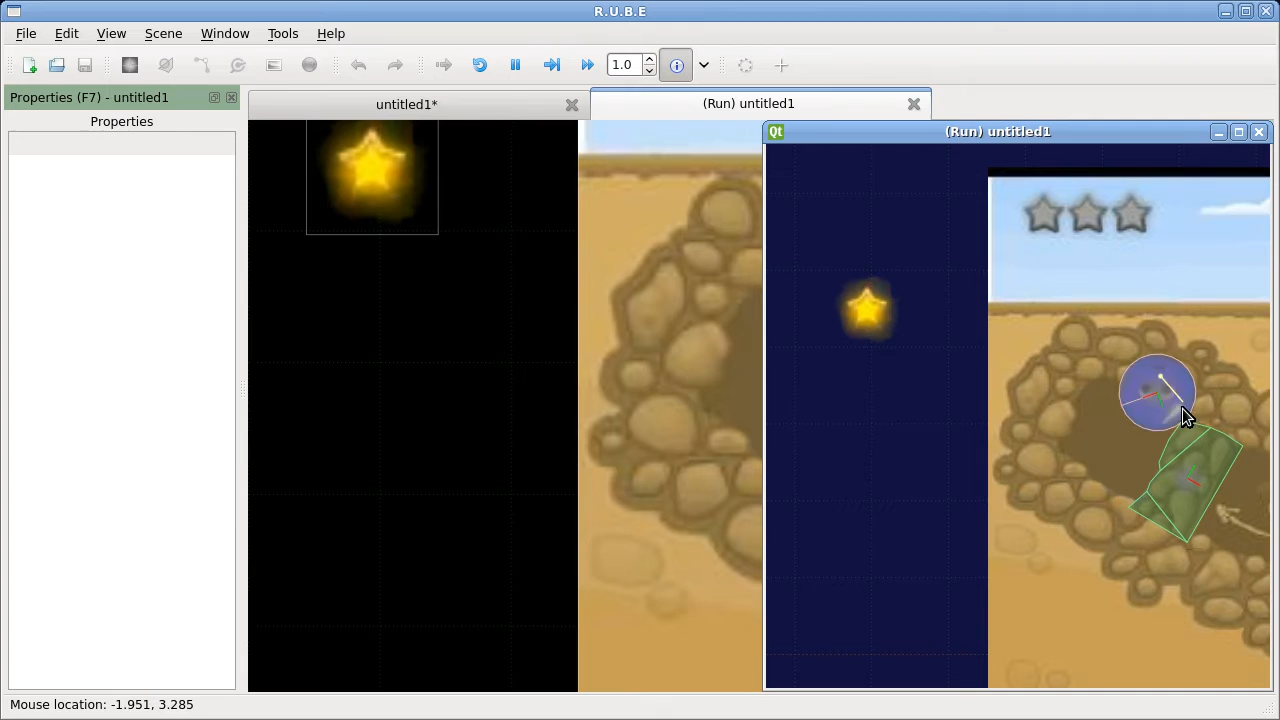 R.U.B.E
File Edit View Scene Window Tools Help
1.0
Properties (F7) - untitled1
untitled1*
(Run) untitled1
Properties
Qt
(Run) untitled1
Mouse location: -1.951, 3.285